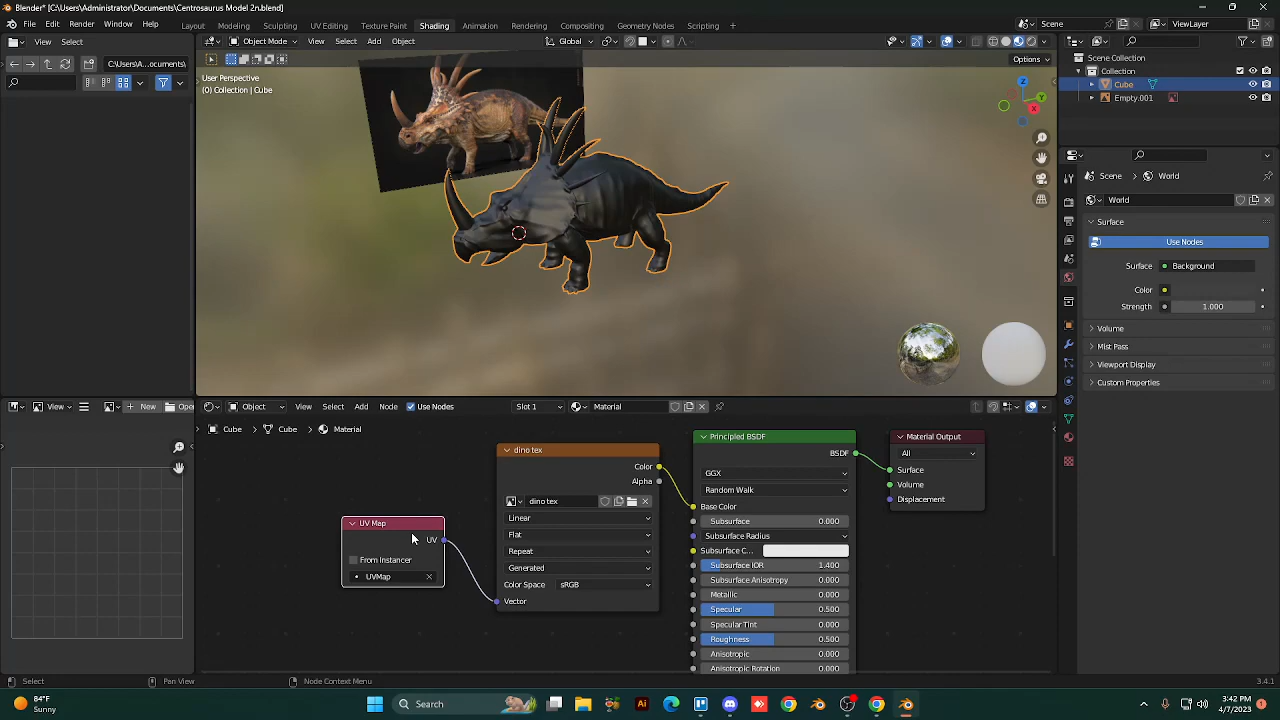 Blender* [C:\Users\Administrator\Documents\Centrosaurus Model 2n.blend]
File Edit Render Window Help
Layout Modeling Sculpting UV Editing Texture Paint Shading Animation Rendering Compositing Geometry Nodes Scripting +
Scene
ViewLayer
View Select
Object Mode View Select Add Object
Global
C:\A...ocuments\
Options
User Perspective
(0) Collection | Cube
Z
Y
X
Scene Collection
Collection
Cube
Empty.001
Scene > World
World
Surface
Use Nodes
Surface Background
Color
Strength 1.000
Volume
Mist Pass
Viewport Display
Custom Properties
View
+ New
Open
Object View Select Add Node Use Nodes
Slot 1
Material
Cube > Cube > Material
UV Map
UV
From Instancer
UVMap
dino tex
Color
Alpha
dino tex
Linear
Flat
Repeat
Generated
Color Space sRGB
Vector
Principled BSDF
BSDF
GGX
Random Walk
Base Color
Subsurface 0.000
Subsurface Radius
Subsurface C...
Subsurface IOR 1.400
Subsurface Anisotropy 0.000
Metallic 0.000
Specular 0.500
Specular Tint 0.000
Roughness 0.500
Anisotropic 0.000
Anisotropic Rotation 0.000
Material Output
All
Surface
Volume
Displacement
Select
Pan View
Node Context Menu
3.4.1
84°F
Sunny
Search
Ai
3:42 PM
4/7/2023